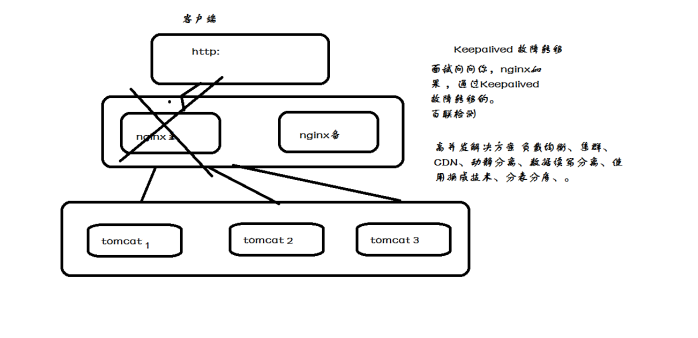 客户端
http:
Keepalived 故障转移
面试问问你，nginx如
果，通过Keepalived
故障转移的。
nginx主
nginx备
高并发解决方案 负载均衡、集群、
CDN、动静分离、数据读写分离、使
用缓存技术、分表分库、。
tomcat 1
tomcat 2
tomcat 3